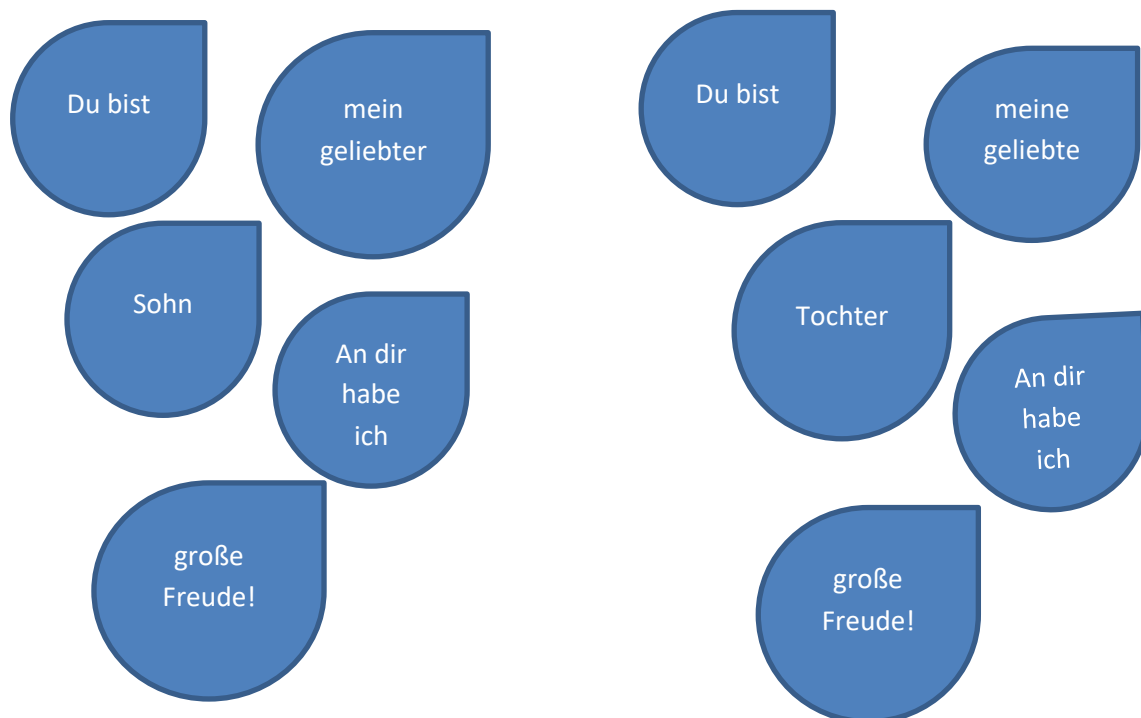 Du bist
mein
geliebter
Sohn
An dir
habe
ich
große
Freude!
Du bist
meine
geliebte
Tochter
An dir
habe
ich
große
Freude!